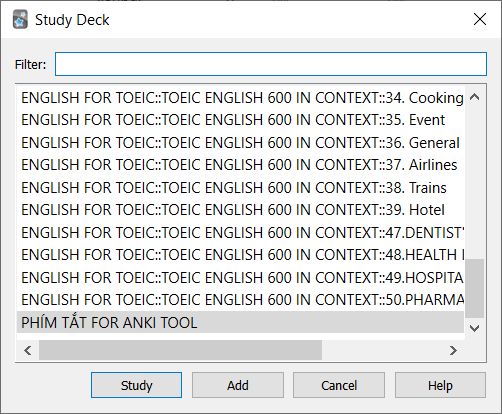 Study Deck
Filter:
ENGLISH FOR TOEIC::TOEIC ENGLISH 600 IN CONTEXT::34. Cooking
ENGLISH FOR TOEIC::TOEIC ENGLISH 600 IN CONTEXT::35. Event
ENGLISH FOR TOEIC::TOEIC ENGLISH 600 IN CONTEXT::36. General
ENGLISH FOR TOEIC::TOEIC ENGLISH 600 IN CONTEXT::37. Airlines
ENGLISH FOR TOEIC::TOEIC ENGLISH 600 IN CONTEXT::38. Trains
ENGLISH FOR TOEIC::TOEIC ENGLISH 600 IN CONTEXT::39. Hotel
ENGLISH FOR TOEIC::TOEIC ENGLISH 600 IN CONTEXT::47.DENTIST'
ENGLISH FOR TOEIC::TOEIC ENGLISH 600 IN CONTEXT::48.HEALTH I
ENGLISH FOR TOEIC::TOEIC ENGLISH 600 IN CONTEXT::49.HOSPITA
ENGLISH FOR TOEIC::TOEIC ENGLISH 600 IN CONTEXT::50.PHARMA
PHÍM TẮT FOR ANKI TOOL
Study Add Cancel Help